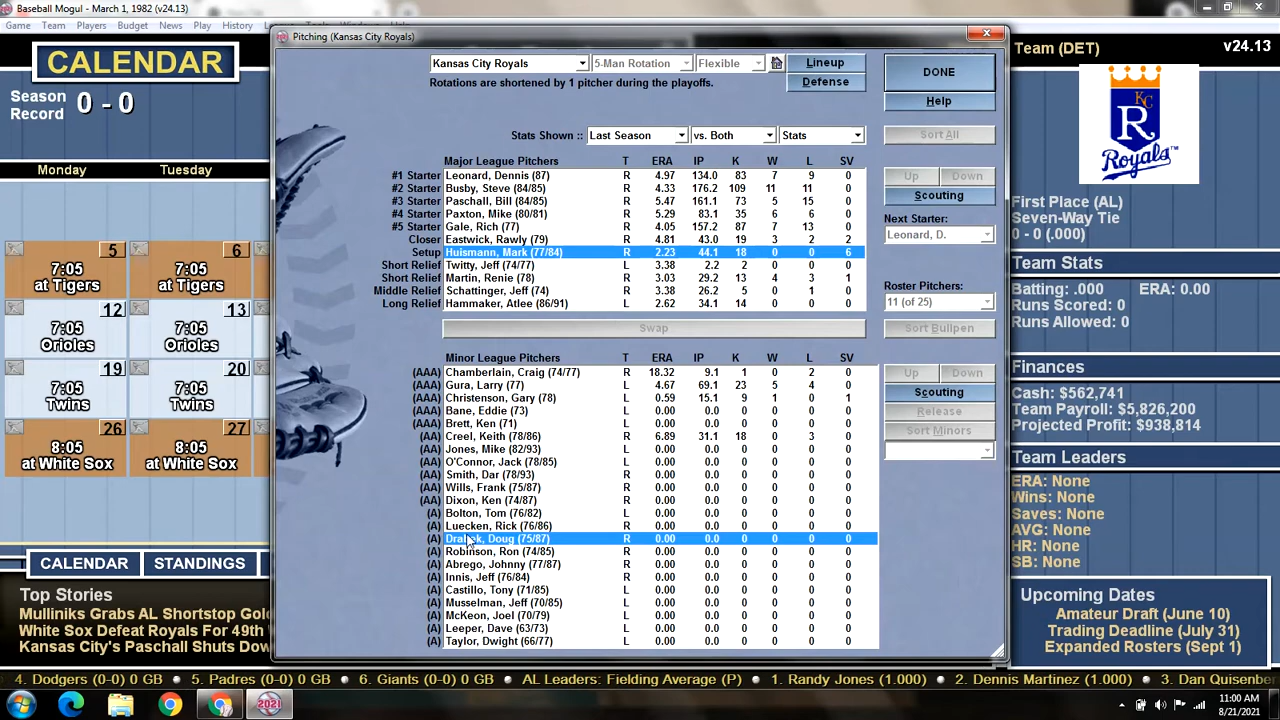 Baseball Mogul - March 1, 1982 (v24.13)
Game Team Players Budget News Play History
CALENDAR
Season Record 0 - 0
Monday Tuesday
5 7:05 at Tigers
6 7:05 at Tigers
12 7:05 Orioles
13 7:05 Orioles
19 7:05 Twins
20 7:05 Twins
26 8:05 at White Sox
27 8:05 at White Sox
CALENDAR STANDINGS
Top Stories
Mulliniks Grabs AL Shortstop Gol
White Sox Defeat Royals For 49th
Kansas City's Paschall Shuts Dow
Pitching (Kansas City Royals)
Kansas City Royals 5-Man Rotation Flexible Lineup
Rotations are shortened by 1 pitcher during the playoffs. Defense
DONE
Help
Stats Shown :: Last Season vs. Both Stats Sort All
Major League Pitchers T ERA IP K W L SV
#1 Starter Leonard, Dennis (87) R 4.97 134.0 83 7 9 0
#2 Starter Busby, Steve (84/85) R 4.33 176.2 109 11 11 0
#3 Starter Paschall, Bill (84/85) R 5.47 161.1 73 5 15 0
#4 Starter Paxton, Mike (80/81) R 5.29 83.1 35 6 6 0
#5 Starter Gale, Rich (77) R 4.05 157.2 87 7 13 0
Closer Eastwick, Rawly (79) R 4.81 43.0 19 3 2 2
Setup Huismann, Mark (77/84) R 2.23 44.1 18 0 0 6
Short Relief Twitty, Jeff (74/77) L 3.38 2.2 2 0 0 0
Short Relief Martin, Renie (78) R 3.03 29.2 13 4 3 1
Middle Relief Schattinger, Jeff (74) R 3.38 26.2 5 0 1 0
Long Relief Hammaker, Atlee (86/91) L 2.62 34.1 14 0 0 0
Up Down
Scouting
Next Starter:
Leonard, D.
Roster Pitchers:
11 (of 25)
Swap Sort Bullpen
Minor League Pitchers T ERA IP K W L SV
(AAA) Chamberlain, Craig (74/77) R 18.32 9.1 1 0 2 0
(AAA) Gura, Larry (77) L 4.67 69.1 23 5 4 0
(AAA) Christenson, Gary (78) L 0.59 15.1 9 1 0 1
(AAA) Bane, Eddie (73) L 0.00 0.0 0 0 0 0
(AAA) Brett, Ken (71) L 0.00 0.0 0 0 0 0
(AA) Creel, Keith (78/86) R 6.89 31.1 18 0 3 0
(AA) Jones, Mike (82/93) L 0.00 0.0 0 0 0 0
(AA) O'Connor, Jack (78/85) L 0.00 0.0 0 0 0 0
(AA) Smith, Dar (78/93) R 0.00 0.0 0 0 0 0
(AA) Wills, Frank (75/87) R 0.00 0.0 0 0 0 0
(AA) Dixon, Ken (74/87) R 0.00 0.0 0 0 0 0
(A) Bolton, Tom (76/82) L 0.00 0.0 0 0 0 0
(A) Luecken, Rick (76/86) R 0.00 0.0 0 0 0 0
(A) Drabek, Doug (75/87) R 0.00 0.0 0 0 0 0
(A) Robinson, Ron (74/85) R 0.00 0.0 0 0 0 0
(A) Abrego, Johnny (77/87) R 0.00 0.0 0 0 0 0
(A) Innis, Jeff (76/84) R 0.00 0.0 0 0 0 0
(A) Castillo, Tony (71/85) L 0.00 0.0 0 0 0 0
(A) Musselman, Jeff (70/85) L 0.00 0.0 0 0 0 0
(A) McKeon, Joel (70/79) L 0.00 0.0 0 0 0 0
(A) Leeper, Dave (63/73) L 0.00 0.0 0 0 0 0
(A) Taylor, Dwight (66/77) L 0.00 0.0 0 0 0 0
Up Down
Scouting
Release
Sort Minors
Team (DET) v24.13
KC R Royals
First Place (AL)
Seven-Way Tie
0 - 0 (.000)
Team Stats
Batting: .000 ERA: 0.00
Runs Scored: 0
Runs Allowed: 0
Finances
Cash: $562,741
Team Payroll: $5,826,200
Projected Profit: $938,814
Team Leaders
ERA: None
Wins: None
Saves: None
AVG: None
HR: None
SB: None
Upcoming Dates
Amateur Draft (June 10)
Trading Deadline (July 31)
Expanded Rosters (Sept 1)
4. Dodgers (0-0) 0 GB 5. Padres (0-0) 0 GB 6. Giants (0-0) 0 GB AL Leaders: Fielding Average (P) 1. Randy Jones (1.000) 2. Dennis Martinez (1.000) 3. Dan Quisenber
2021
11:00 AM
8/21/2021